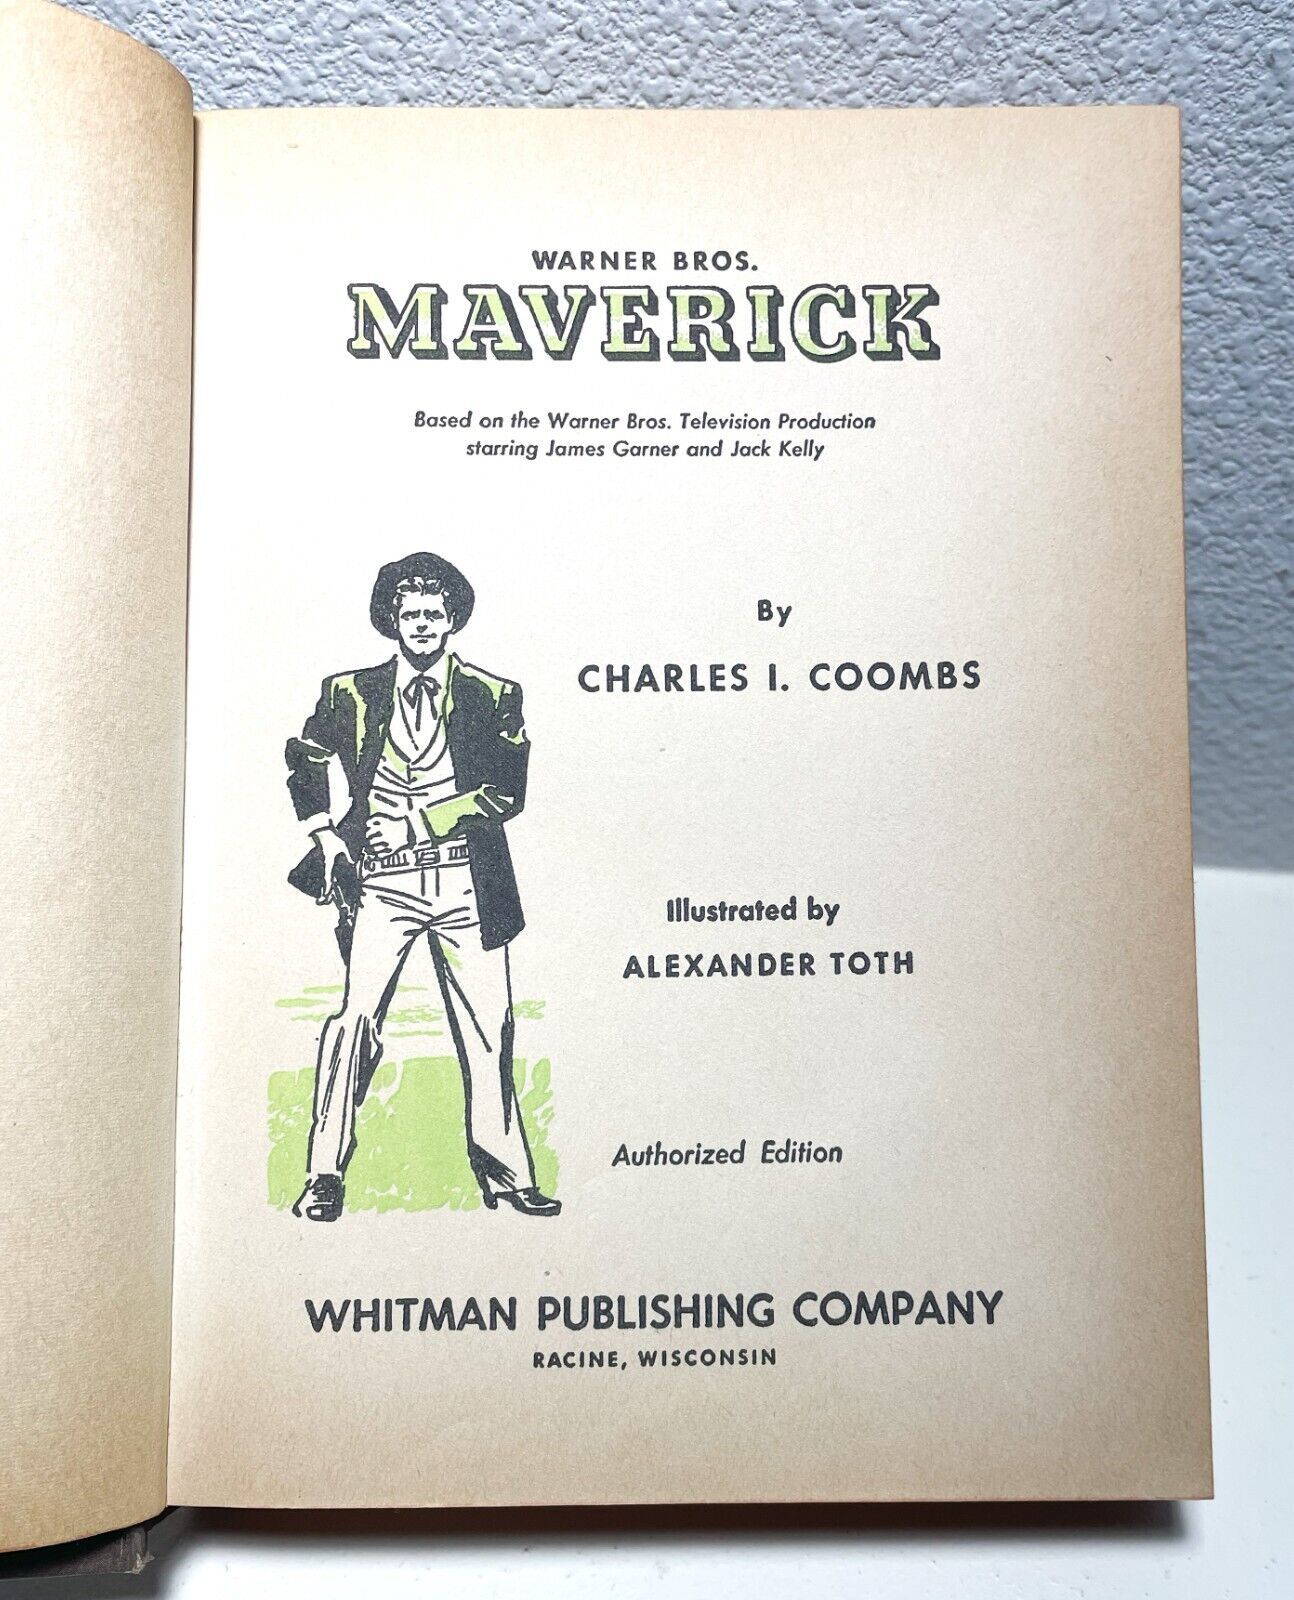 WARNER BROS.
MAVERICK
Based on the Warner Bros. Television Production
starring James Garner and Jack Kelly
By
CHARLES I. COOMBS
Illustrated by
ALEXANDER TOTH
Authorized Edition
WHITMAN PUBLISHING COMPANY
RACINE, WISCONSIN